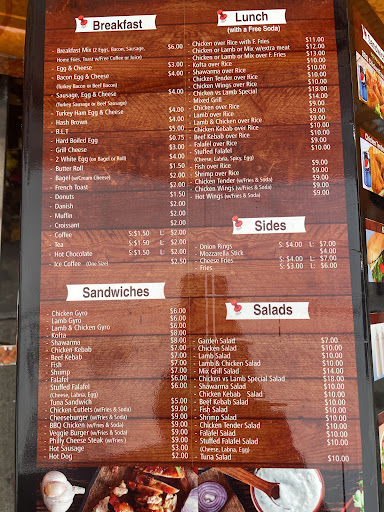 Breakfast
- Breakfast Mix (2 Eggs, Bacon, Sausage, $6.00
Home Fries, Toast w/Free Coffee or Juice)
- Egg & Cheese $3.00
- Bacon Egg & Cheese $4.00
(Turkey Bacon or Beef Bacon)
- Sausage, Egg & Cheese $4.00
(Turkey Sausage or Beef Sausage)
- Turkey Ham Egg & Cheese $4.00
- Hash Brown $4.00
- B.L.T $5.00
- Hard Boiled Egg $0.75
- Grill Cheese $3.00
- 2 White Egg (on Bagel or Roll) $4.00
- Butter Roll $1.50
- Bagel (w/Cream Cheese) $2.00
- French Toast $2.00
- Donuts $1.50
- Danish $2.00
- Muffin $2.00
- Croissant $2.00
- Coffee S:$1.50 L: $2.00
- Tea S:$1.50 L: $2.00
- Hot Chocolate S:$1.50 L: $2.00
- Ice Coffee (One Size) $2.50
Sandwiches
- Chicken Gyro $6.00
- Lamb Gyro $6.00
- Lamb & Chicken Gyro $6.00
- Kofta $8.00
- Shawarma $8.00
- Chicken Kebab $7.00
- Beef Kebab $7.00
- Fish $7.00
- Shrimp $7.00
- Falafel $6.00
- Stuffed Falafel $6.00
(Cheese, Labna, Egg)
- Tuna Sandwich $5.00
- Chicken Cutlets (w/Fries & Soda) $9.00
- Cheeseburger (w/Fries & Soda) $9.00
- BBQ Chicken (w/Fries & Soda) $9.00
- Veggie Burger (w/Fries & Soda) $9.00
- Philly Cheese Steak (w/Fries) $9.00
- Hot Sausage $3.00
- Hot Dog $2.00
Lunch
(with a Free Soda)
- Chicken over Rice with F. Fries $11.00
- Chicken or Lamb or Mix w/extra meat $12.00
- Chicken or Lamb or Mix over F. Fries $13.00
- Kofta over Rice $10.00
- Shawarma over Rice $10.00
- Chicken Tender over Rice $10.00
- Chicken Wings over Rice $10.00
- Chicken vs Lamb Special $18.00
- Mixed Grill $14.00
- Chicken over Rice $9.00
- Lamb over Rice $9.00
- Lamb & Chicken over Rice $9.00
- Chicken Kebab over Rice $9.00
- Beef Kebab over Rice $9.00
- Falafel over Rice $9.00
- Stuffed Falafel $9.00
(Cheese, Labna, Spicy, Egg)
- Fish over Rice $9.00
- Shrimp over Rice $9.00
- Chicken Tender (w/Fries & Soda) $9.00
- Chicken Wings (w/Fries & Soda) $9.00
- Hot Wings (w/Fries & Soda) $9.00
Sides
- Onion Rings S: $4.00 L: $7.00
- Mozzarella Stick $4.00
- Cheese Fries S: $4.00 L: $7.00
- Fries S: $3.00 L: $6.00
Salads
- Garden Salad $7.00
- Chicken Salad $10.00
- Lamb Salad $10.00
- Lamb & Chicken Salad $10.00
- Mix Grill Salad $14.00
- Chicken vs Lamb Special Salad $18.00
- Shawarma Salad $10.00
- Chicken Kebab Salad $10.00
- Beef Kebab Salad $10.00
- Fish Salad $10.00
- Shrimp Salad $10.00
- Chicken Tender Salad $10.00
- Falafel Salad $10.00
- Stuffed Falafel Salad $10.00
(Cheese, Labna, Egg)
- Tuna Salad $10.00